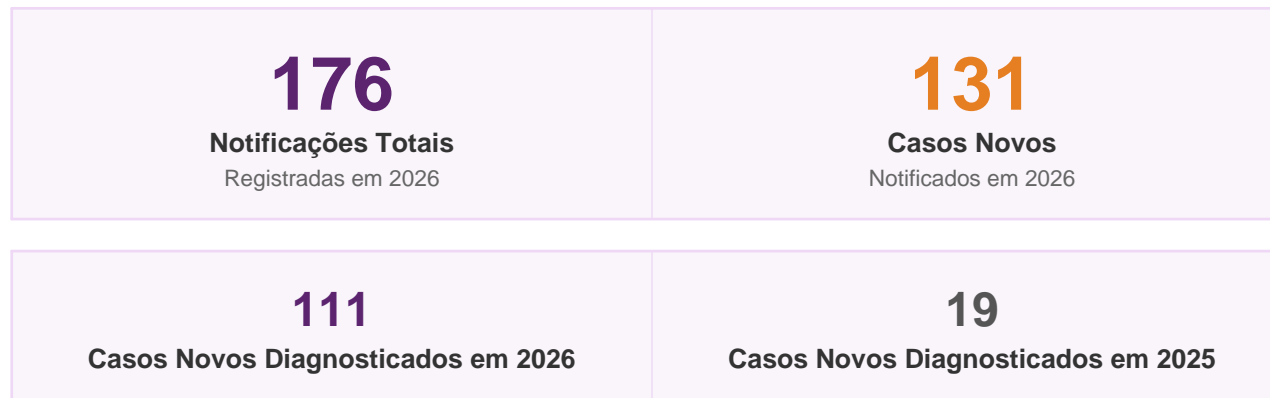 176
Notificações Totais
Registradas em 2026
131
Casos Novos
Notificados em 2026
111
Casos Novos Diagnosticados em 2026
19
Casos Novos Diagnosticados em 2025